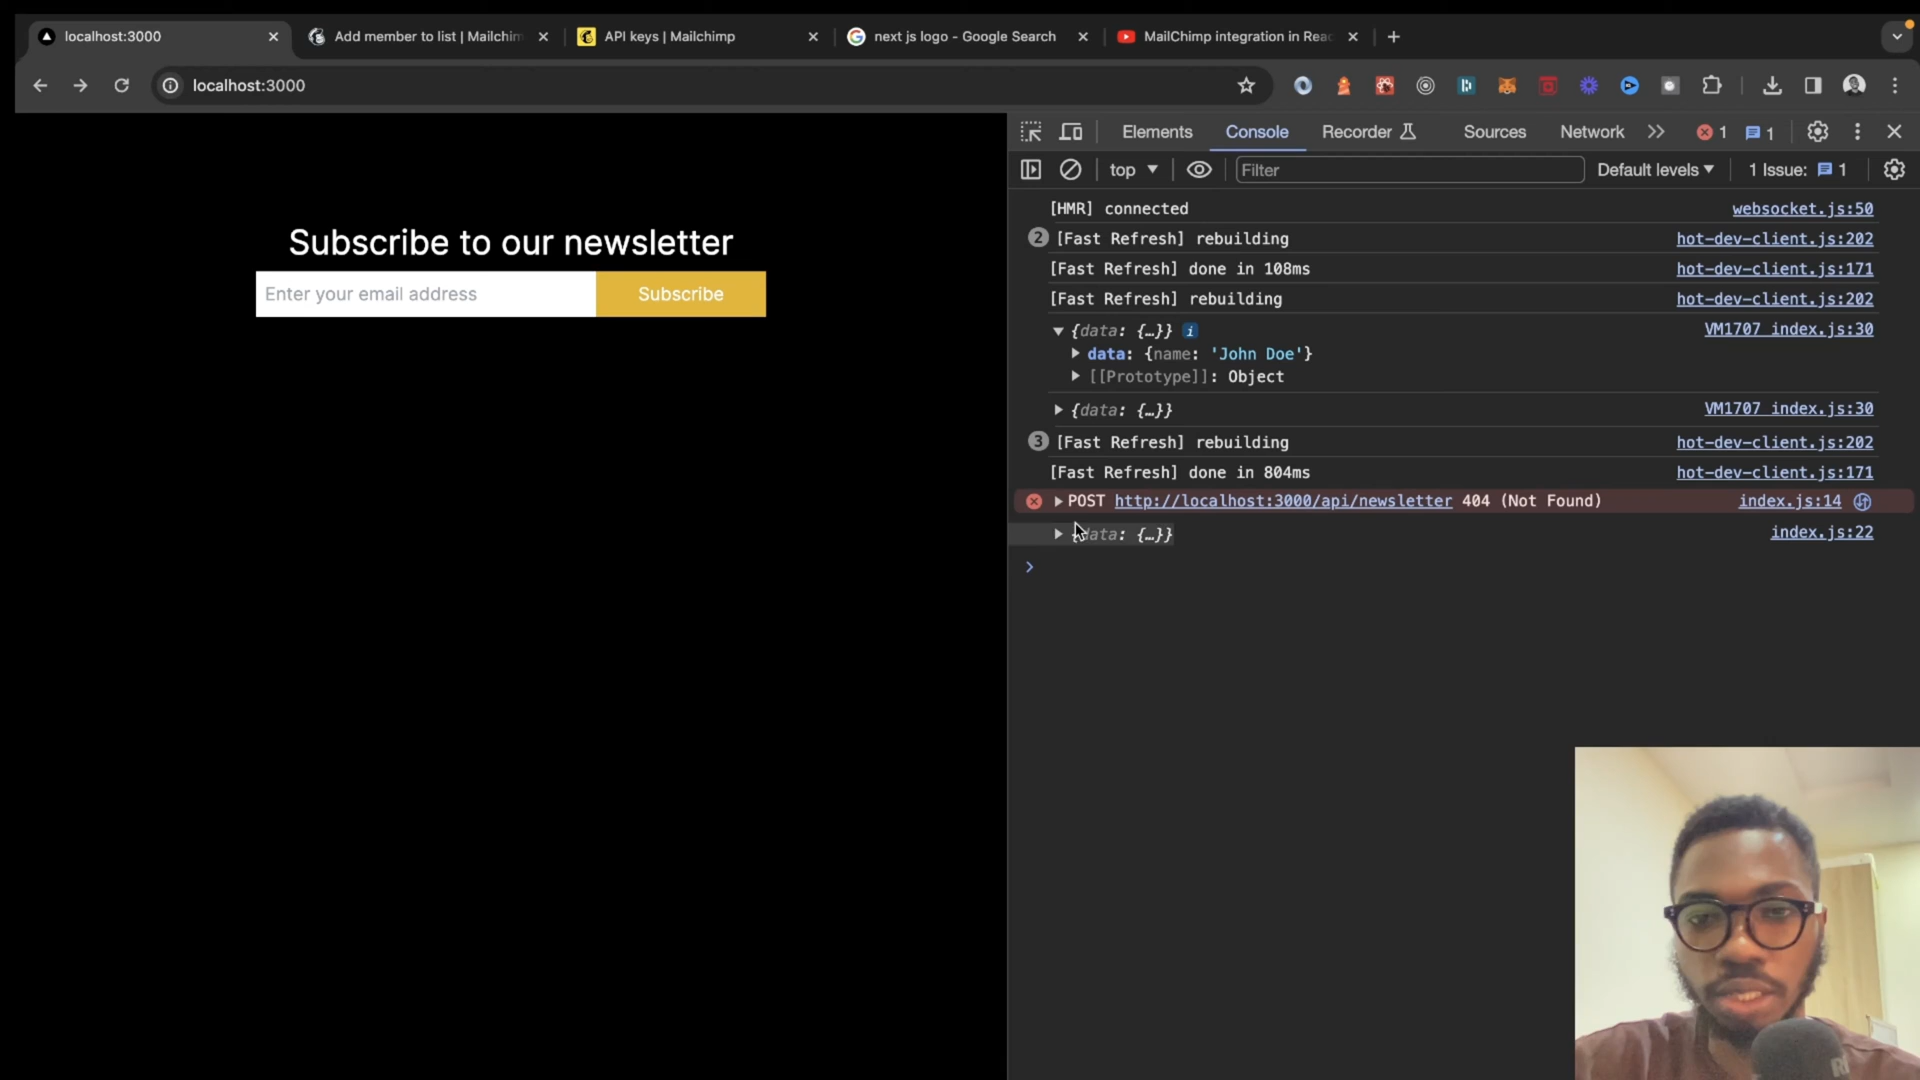 localhost:3000
Add member to list | Mailchim
API keys | Mailchimp
next js logo - Google Search
MailChimp integration in Reac
localhost:3000
Elements
Console
Recorder
Sources
Network
1
1
top
Filter
Default levels
1 Issue:
1
[HMR] connected
websocket.js:50
2
[Fast Refresh] rebuilding
hot-dev-client.js:202
[Fast Refresh] done in 108ms
hot-dev-client.js:171
[Fast Refresh] rebuilding
hot-dev-client.js:202
{data: {…}}
VM1707 index.js:30
data: {name: 'John Doe'}
[[Prototype]]: Object
{data: {…}}
VM1707 index.js:30
3
[Fast Refresh] rebuilding
hot-dev-client.js:202
[Fast Refresh] done in 804ms
hot-dev-client.js:171
POST http://localhost:3000/api/newsletter 404 (Not Found)
index.js:14
{data: {…}}
index.js:22
Subscribe to our newsletter
Enter your email address
Subscribe